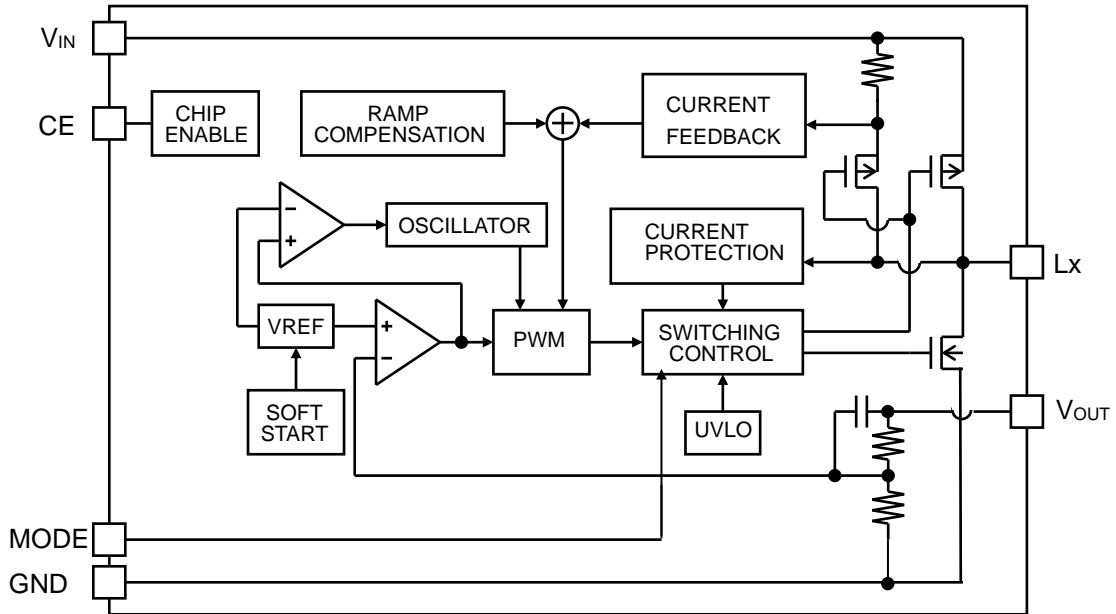 VIN
CE
CHIP
ENABLE
RAMP
COMPENSATION
CURRENT
FEEDBACK
−
+
OSCILLATOR
CURRENT
PROTECTION
Lx
VREF
+
−
PWM
SWITCHING
CONTROL
SOFT
START
UVLO
VOUT
MODE
GND